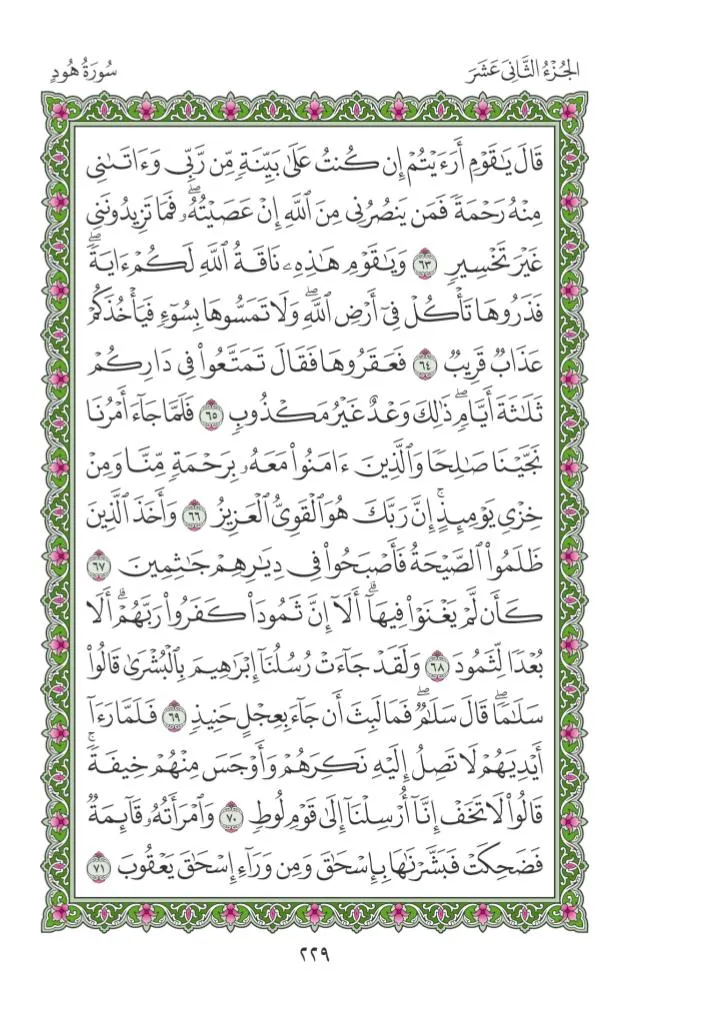 الجُزْءُ الثَّانِىَ عَشَرَ
سُورَةُ هُودٍ
قَالَ يَٰقَوْمِ أَرَءَيْتُمْ إِن كُنتُ عَلَىٰ بَيِّنَةٍ مِّن رَّبِّى وَءَاتَىٰنِى
مِنْهُ رَحْمَةً فَمَن يَنصُرُنِى مِنَ ٱللَّهِ إِنْ عَصَيْتُهُۥۖ فَمَا تَزِيدُونَنِى
غَيْرَ تَخْسِيرٍ ٦٣ وَيَٰقَوْمِ هَٰذِهِۦ نَاقَةُ ٱللَّهِ لَكُمْ ءَايَةًۖ
فَذَرُوهَا تَأْكُلْ فِىٓ أَرْضِ ٱللَّهِۖ وَلَا تَمَسُّوهَا بِسُوٓءٍ فَيَأْخُذَكُمْ
عَذَابٌ قَرِيبٌ ٦٤ فَعَقَرُوهَا فَقَالَ تَمَتَّعُوا۟ فِى دَارِكُمْ
ثَلَٰثَةَ أَيَّامٍۖ ذَٰلِكَ وَعْدٌ غَيْرُ مَكْذُوبٍ ٦٥ فَلَمَّا جَآءَ أَمْرُنَا
نَجَّيْنَا صَٰلِحًا وَٱلَّذِينَ ءَامَنُوا۟ مَعَهُۥ بِرَحْمَةٍ مِّنَّا وَمِنْ
خِزْىِ يَوْمِئِذٍۚ إِنَّ رَبَّكَ هُوَ ٱلْقَوِىُّ ٱلْعَزِيزُ ٦٦ وَأَخَذَ ٱلَّذِينَ
ظَلَمُوا۟ ٱلصَّيْحَةُ فَأَصْبَحُوا۟ فِى دِيَٰرِهِمْ جَٰثِمِينَ ٦٧
كَأَن لَّمْ يَغْنَوْا۟ فِيهَآۗ أَلَآ إِنَّ ثَمُودَا۟ كَفَرُوا۟ رَبَّهُمْۗ أَلَا
بُعْدًا لِّثَمُودَ ٦٨ وَلَقَدْ جَآءَتْ رُسُلُنَآ إِبْرَٰهِيمَ بِٱلْبُشْرَىٰ قَالُوا۟
سَلَٰمًاۖ قَالَ سَلَٰمٌۖ فَمَا لَبِثَ أَن جَآءَ بِعِجْلٍ حَنِيذٍ ٦٩ فَلَمَّا رَءَآ
أَيْدِيَهُمْ لَا تَصِلُ إِلَيْهِ نَكِرَهُمْ وَأَوْجَسَ مِنْهُمْ خِيفَةًۚ
قَالُوا۟ لَا تَخَفْ إِنَّآ أُرْسِلْنَآ إِلَىٰ قَوْمِ لُوطٍ ٧٠ وَٱمْرَأَتُهُۥ قَآئِمَةٌ
فَضَحِكَتْ فَبَشَّرْنَٰهَا بِإِسْحَٰقَ وَمِن وَرَآءِ إِسْحَٰقَ يَعْقُوبَ ٧١
٢٢٩